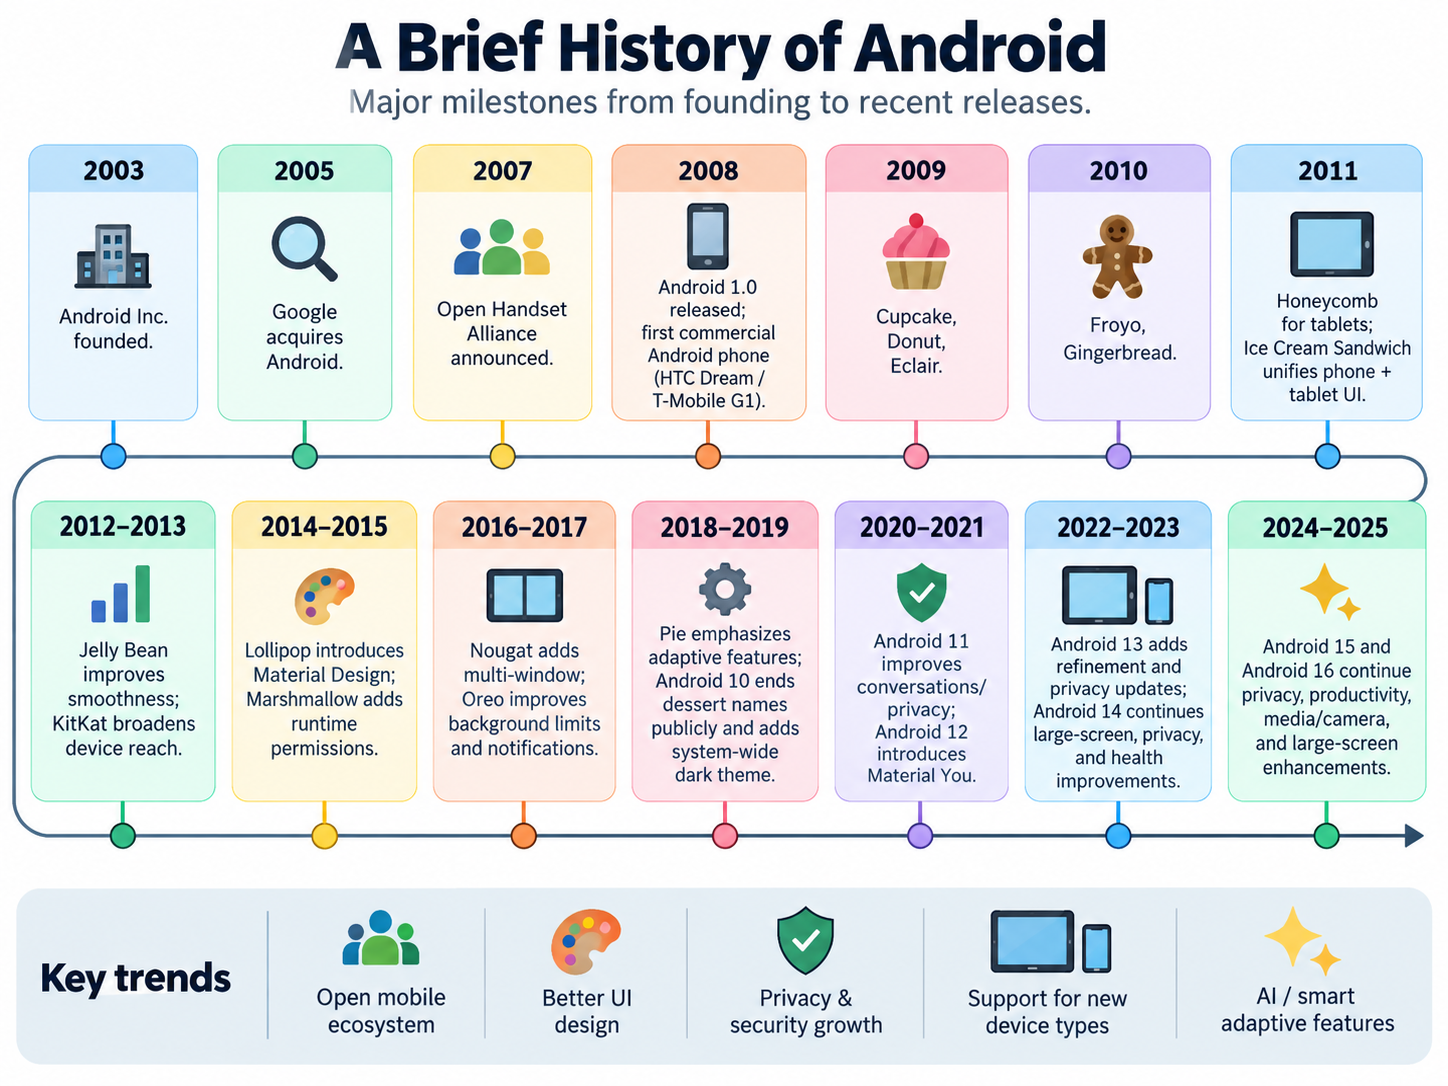 A Brief History of Android
Major milestones from founding to recent releases.
2003
Android Inc.
founded.
2005
Google
acquires
Android.
2007
Open Handset
Alliance
announced.
2008
Android 1.0
released;
first commercial
Android phone
(HTC Dream /
T-Mobile G1).
2009
Cupcake,
Donut,
Eclair.
2010
Froyo,
Gingerbread.
2011
Honeycomb
for tablets;
Ice Cream Sandwich
unifies phone +
tablet UI.
2012–2013
Jelly Bean
improves
smoothness;
KitKat broadens
device reach.
2014–2015
Lollipop introduces
Material Design;
Marshmallow adds
runtime
permissions.
2016–2017
Nougat adds
multi-window;
Oreo improves
background limits
and notifications.
2018–2019
Pie emphasizes
adaptive features;
Android 10 ends
dessert names
publicly and adds
system-wide
dark theme.
2020–2021
Android 11
improves
conversations/
privacy;
Android 12
introduces
Material You.
2022–2023
Android 13 adds
refinement and
privacy updates;
Android 14 continues
large-screen, privacy,
and health
improvements.
2024–2025
Android 15 and
Android 16 continue
privacy, productivity,
media/camera,
and large-screen
enhancements.
Key trends
Open mobile
ecosystem
Better UI
design
Privacy &
security growth
Support for new
device types
AI / smart
adaptive features